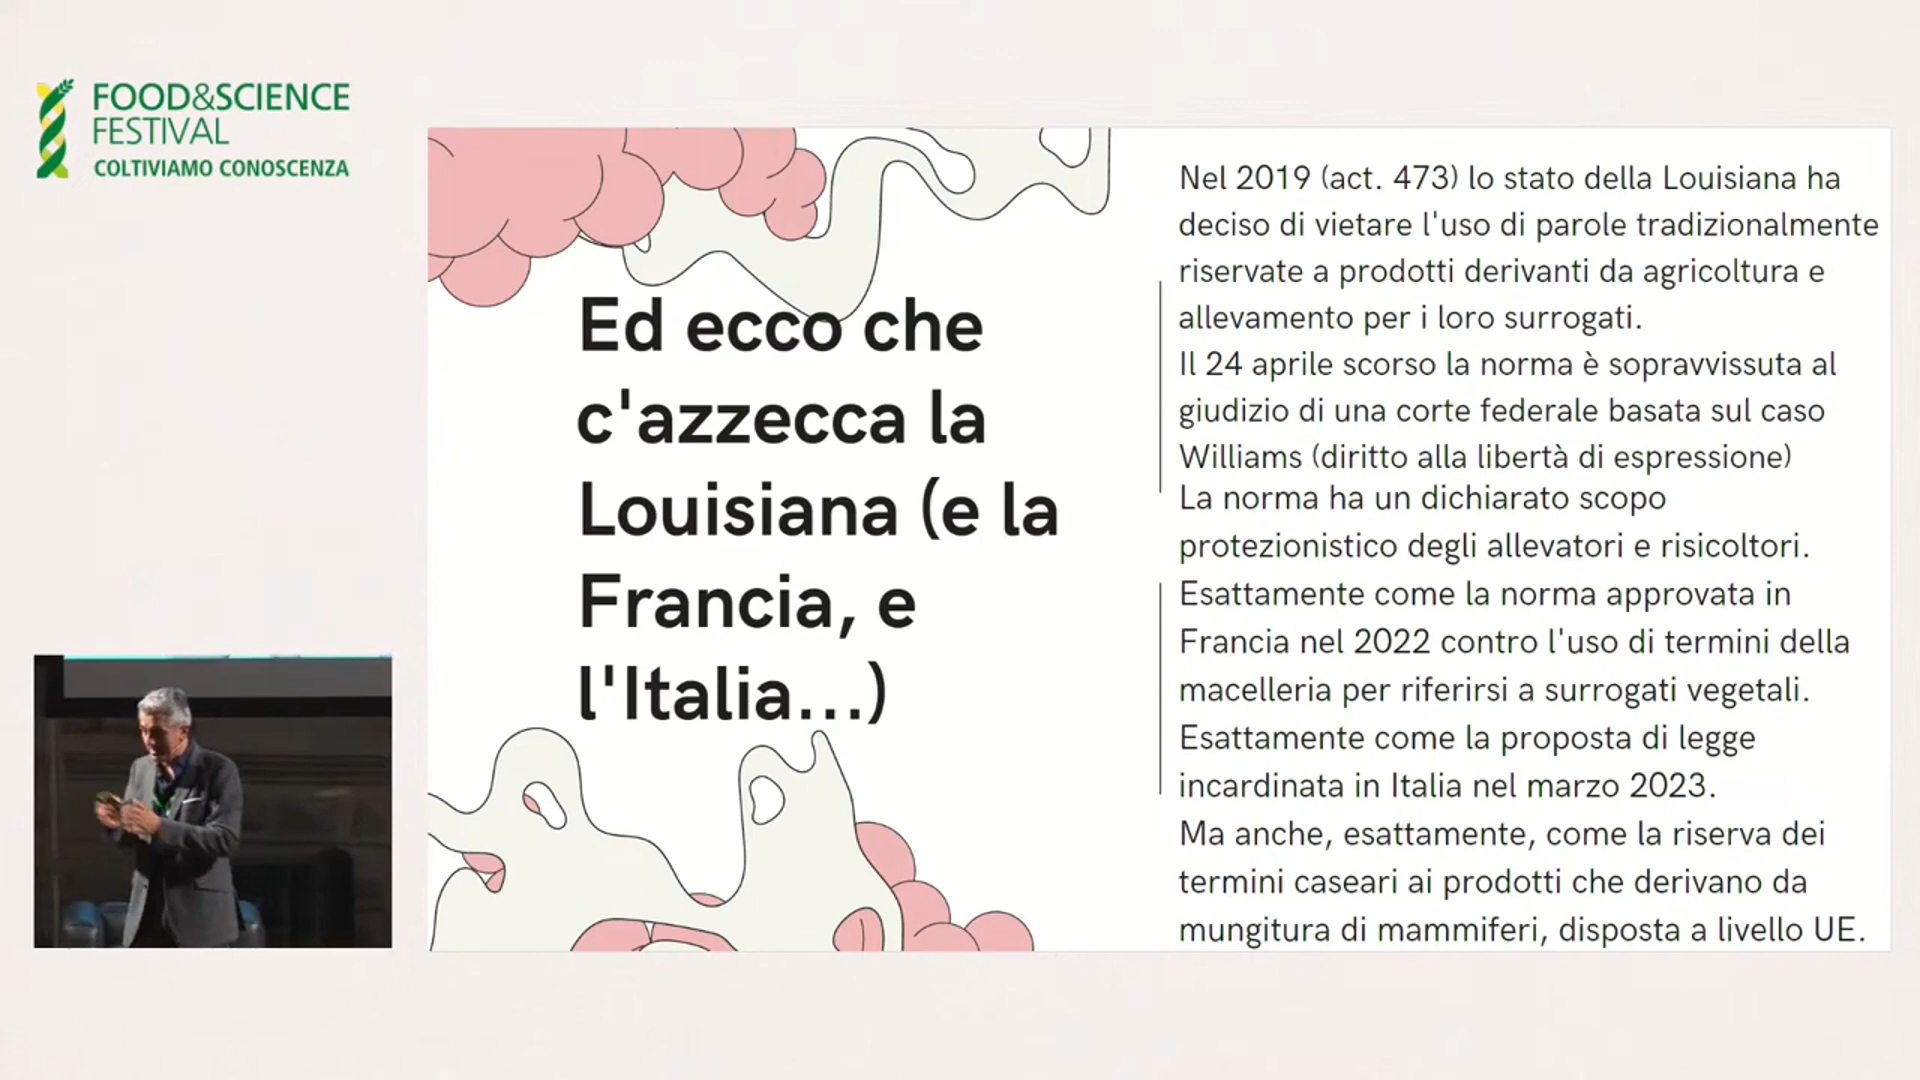 FOOD&SCIENCE
FESTIVAL
COLTIVIAMO CONOSCENZA
Ed ecco che
c'azzecca la
Louisiana (e la
Francia, e
l'Italia...)
Nel 2019 (act. 473) lo stato della Louisiana ha
deciso di vietare l'uso di parole tradizionalmente
riservate a prodotti derivanti da agricoltura e
allevamento per i loro surrogati.
Il 24 aprile scorso la norma è sopravvissuta al
giudizio di una corte federale basata sul caso
Williams (diritto alla libertà di espressione)
La norma ha un dichiarato scopo
protezionistico degli allevatori e risicoltori.
Esattamente come la norma approvata in
Francia nel 2022 contro l'uso di termini della
macelleria per riferirsi a surrogati vegetali.
Esattamente come la proposta di legge
incardinata in Italia nel marzo 2023.
Ma anche, esattamente, come la riserva dei
termini caseari ai prodotti che derivano da
mungitura di mammiferi, disposta a livello UE.